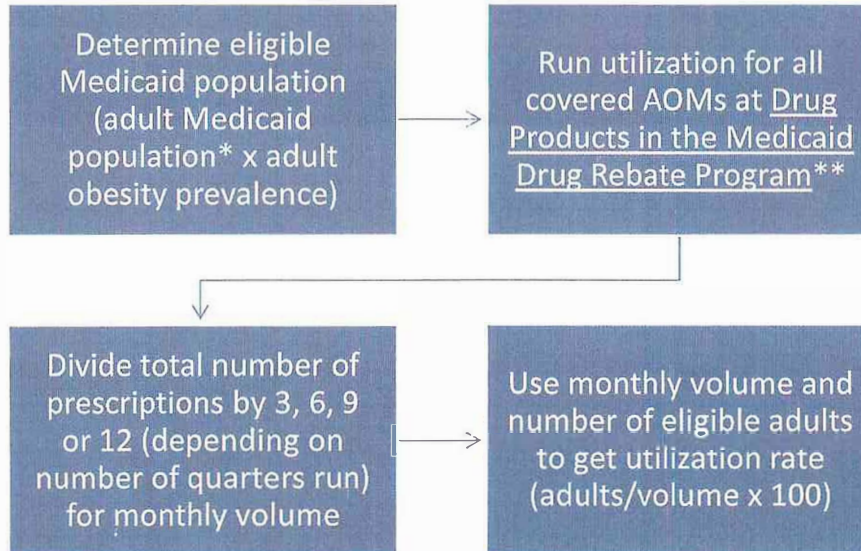 Determine eligible
Medicaid population
(adult Medicaid
population* x adult
obesity prevalence)
Run utilization for all
covered AOMs at Drug
Products in the Medicaid
Drug Rebate Program**
Divide total number of
prescriptions by 3, 6, 9
or 12 (depending on
number of quarters run)
for monthly volume
Use monthly volume and
number of eligible adults
to get utilization rate
(adults/volume x 100)